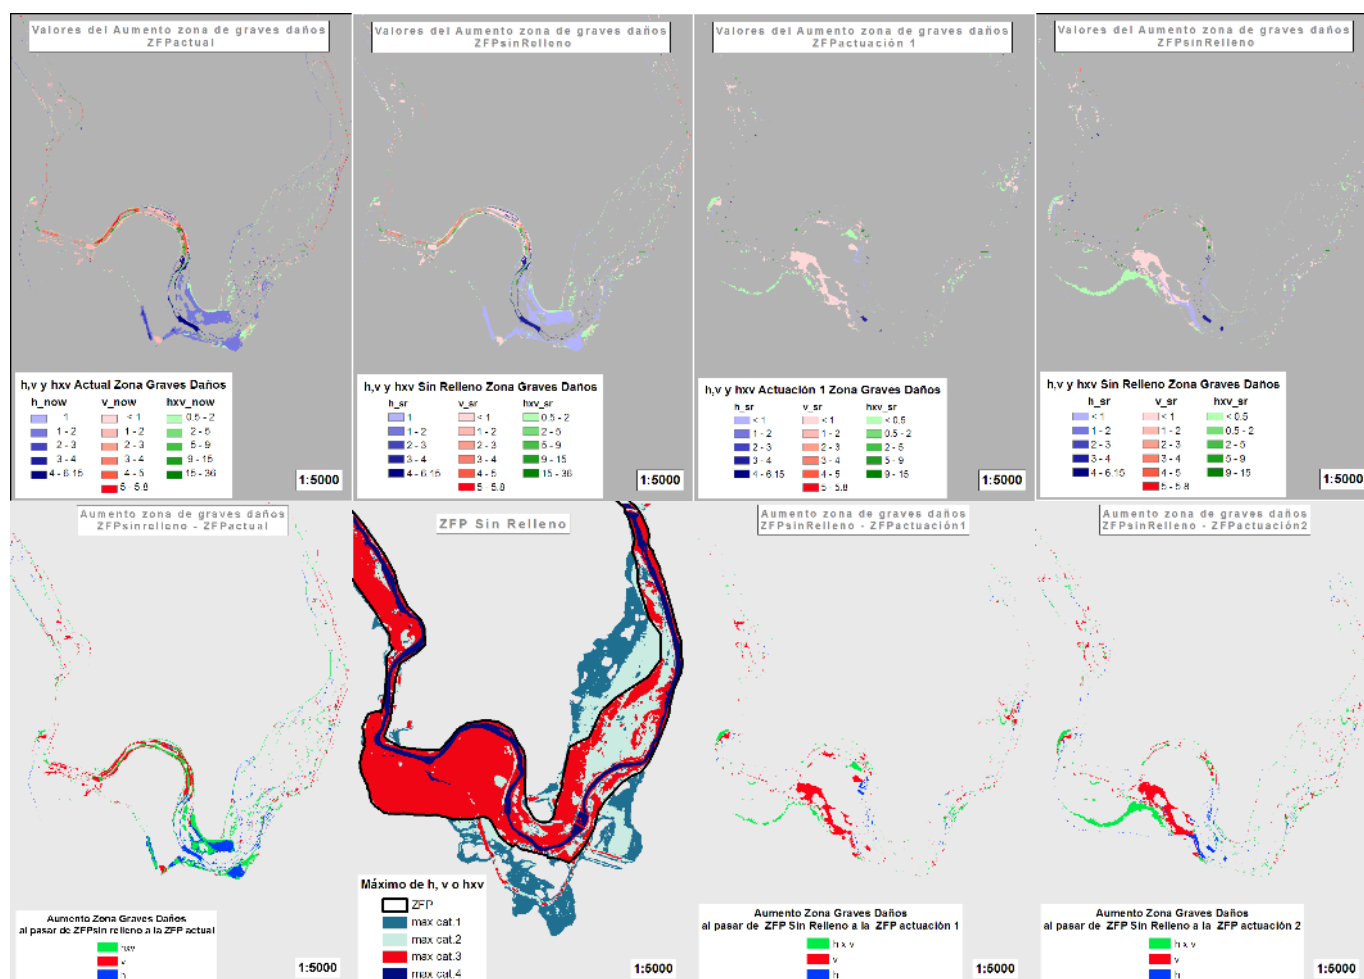 Valores del Aumento zona de graves daños
ZFPactual
h,v y hxv Actual Zona Graves Daños
h_now v_now hxv_now
1 < 1 0.5 - 2
1 - 2 1 - 2 2 - 5
2 - 3 2 - 3 5 - 9
3 - 4 3 - 4 9 - 15
4 - 6.15 4 - 5 15 - 36
5 - 5.8
1:5000
Valores del Aumento zona de graves daños
ZFPsinRelleno
h,v y hxv Sin Relleno Zona Graves Daños
h_sr v_sr hxv_sr
1 < 1 0.5 - 2
1 - 2 1 - 2 2 - 5
2 - 3 2 - 3 5 - 9
3 - 4 3 - 4 9 - 15
4 - 6.15 4 - 5 15 - 36
5 - 5.8
1:5000
Valores del Aumento zona de graves daños
ZFPactuación 1
h,v y hxv Actuación 1 Zona Graves Daños
h_sr v_sr hxv_sr
< 1 < 1 < 0.5
1 - 2 1 - 2 0.5 - 2
2 - 3 2 - 3 2 - 5
3 - 4 3 - 4 5 - 9
4 - 6.15 4 - 5 9 - 15
5 - 5.8
1:5000
Valores del Aumento zona de graves daños
ZFPsinRelleno
h,v y hxv Sin Relleno Zona Graves Daños
h_sr v_sr hxv_sr
< 1 < 1 < 0.5
1 - 2 1 - 2 0.5 - 2
2 - 3 2 - 3 2 - 5
3 - 4 3 - 4 5 - 9
4 - 6.15 4 - 5 9 - 15
5 - 5.8
1:5000
Aumento zona de graves daños
ZFPsinrelleno - ZFPactual
Aumento Zona Graves Daños
al pasar de ZFPsin relleno a la ZFP actual
hxv
v
h
1:5000
ZFP Sin Relleno
Máximo de h, v o hxv
ZFP
max cat.1
max cat.2
max cat.3
max cat.4
1:5000
Aumento zona de graves daños
ZFPsinRelleno - ZFPactuación1
Aumento Zona Graves Daños
al pasar de ZFP Sin Relleno a la ZFP actuación 1
h x v
v
h
1:5000
Aumento zona de graves daños
ZFPsinRelleno - ZFPactuación2
Aumento Zona Graves Daños
al pasar de ZFP Sin Relleno a la ZFP actuación 2
h x v
v
h
1:5000